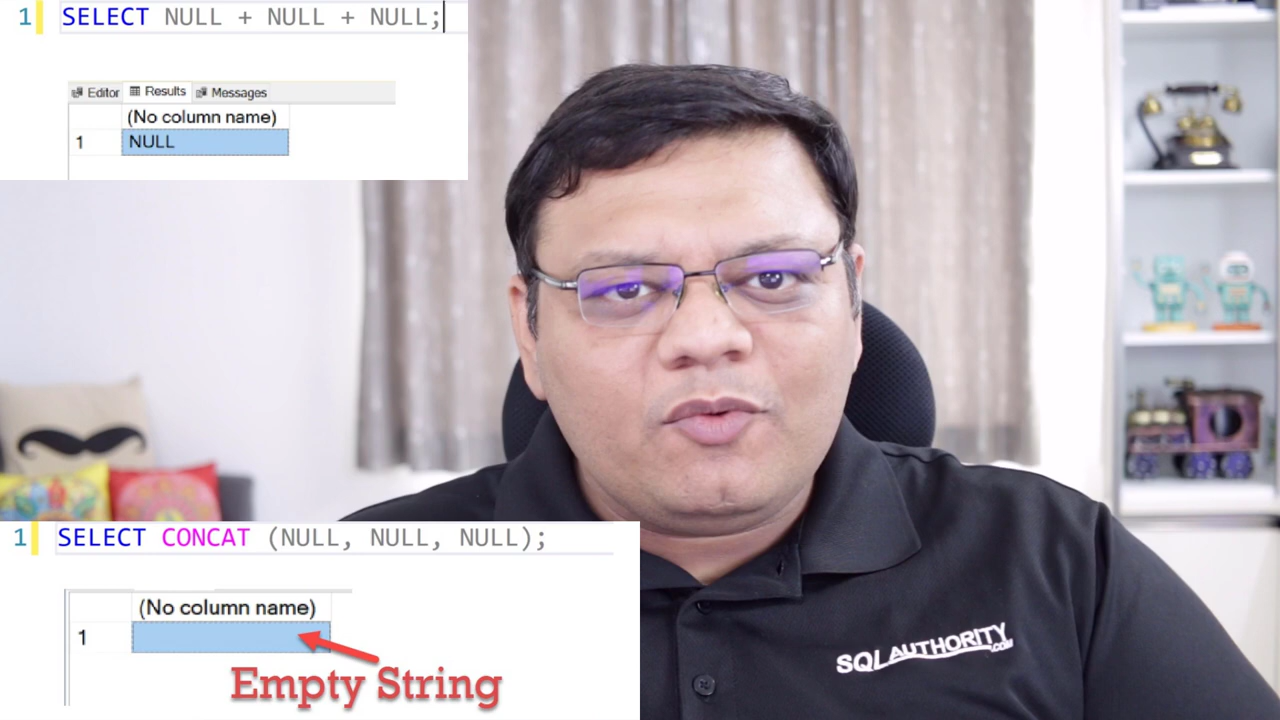 1 SELECT NULL + NULL + NULL;
Editor Results Messages
(No column name)
1 NULL
1 SELECT CONCAT (NULL, NULL, NULL);
(No column name)
1
Empty String
SQLAUTHORITY.COM